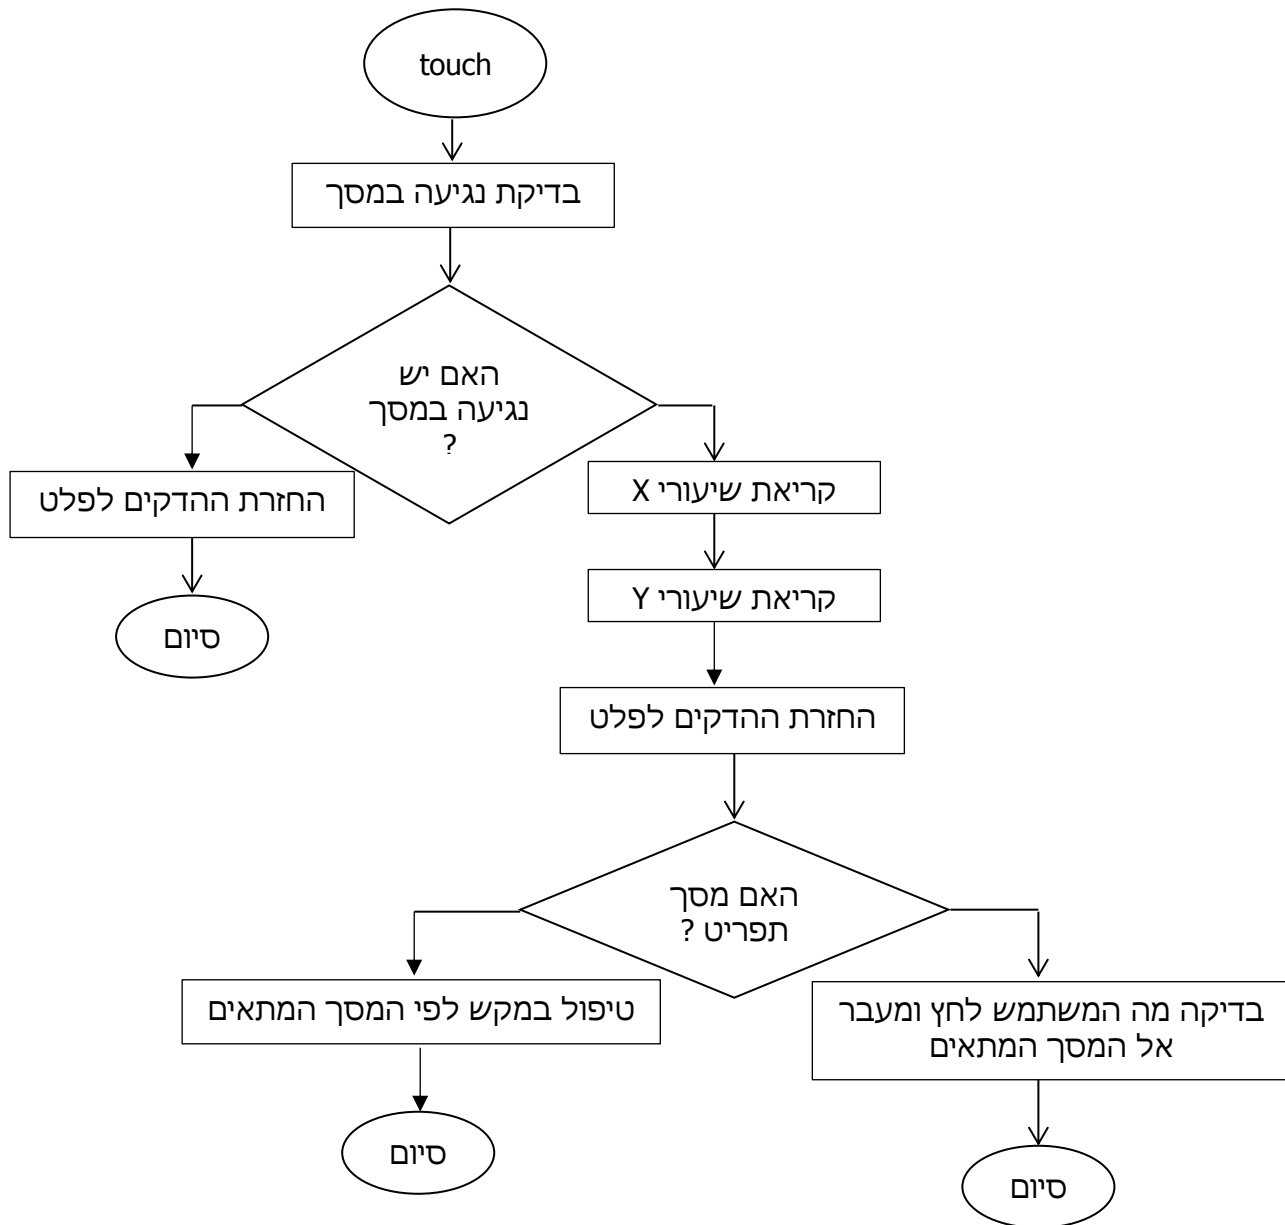 touch
בדיקת נגיעה במסך
האם יש
נגיעה במסך
?
החזרת ההדקים לפלט
קריאת שיעורי X
קריאת שיעורי Y
סיום
החזרת ההדקים לפלט
האם מסך
תפריט ?
טיפול במקש לפי המסך המתאים
בדיקה מה המשתמש לחץ ומעבר
אל המסך המתאים
סיום
סיום